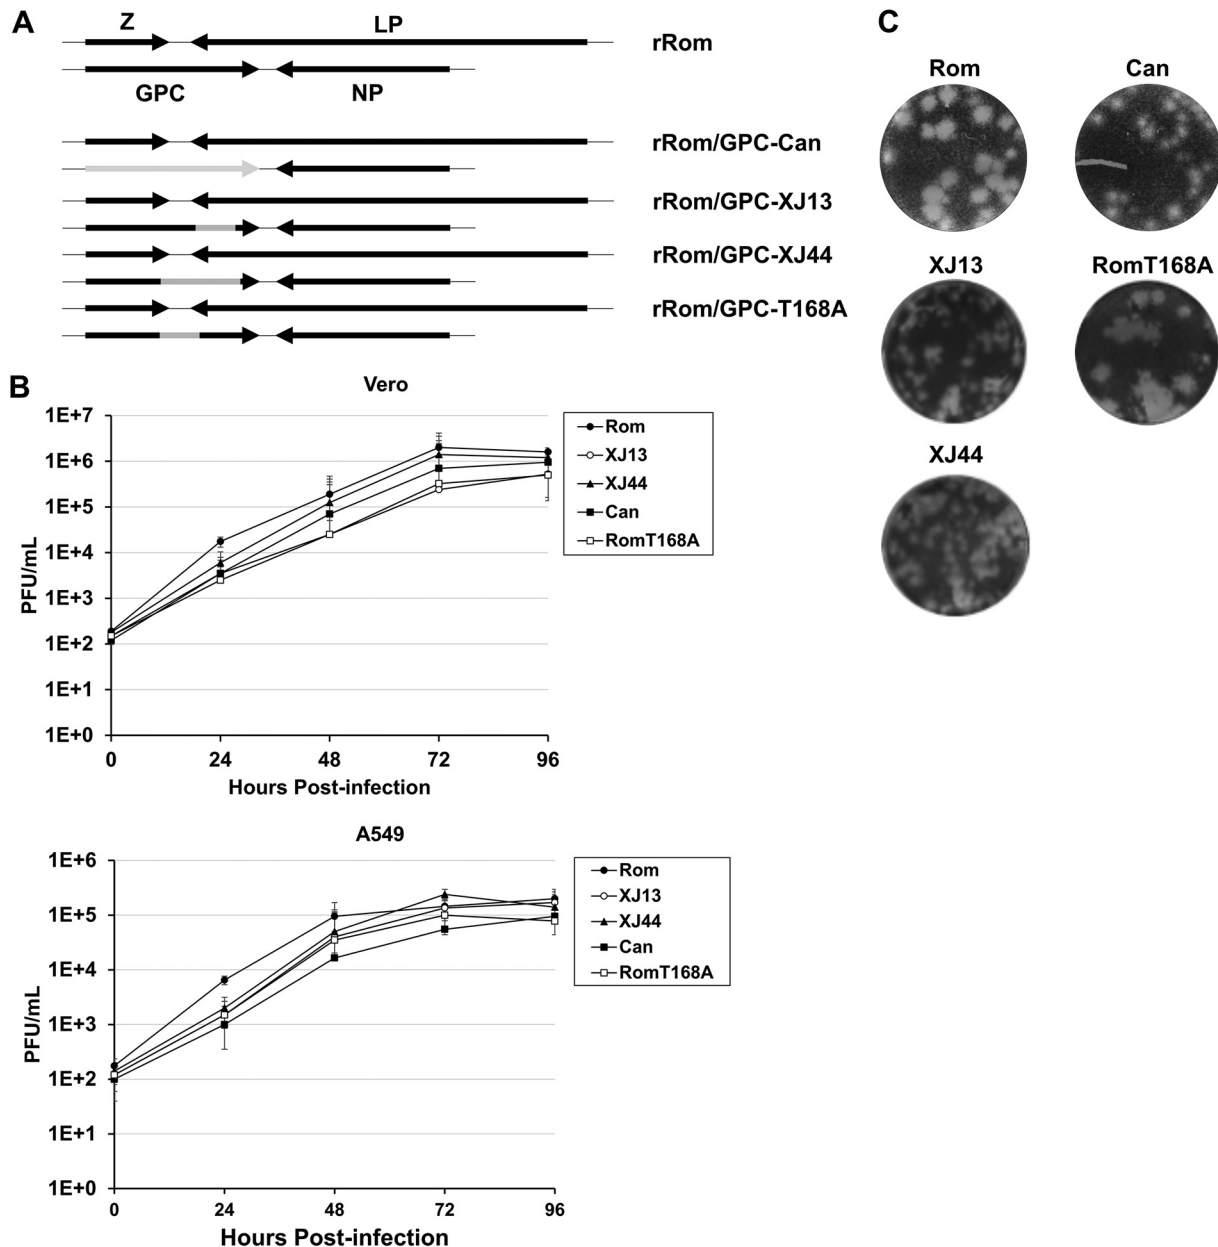 A
Z
LP
rRom
GPC
NP
rRom/GPC-Can
rRom/GPC-XJ13
rRom/GPC-XJ44
rRom/GPC-T168A
B
Vero
1E+7
1E+6
1E+5
1E+4
1E+3
1E+2
1E+1
1E+0
PFU/mL
0 24 48 72 96
Hours Post-infection
Rom
XJ13
XJ44
Can
RomT168A
A549
1E+6
1E+5
1E+4
1E+3
1E+2
1E+1
1E+0
PFU/mL
0 24 48 72 96
Hours Post-infection
Rom
XJ13
XJ44
Can
RomT168A
C
Rom Can
XJ13 RomT168A
XJ44